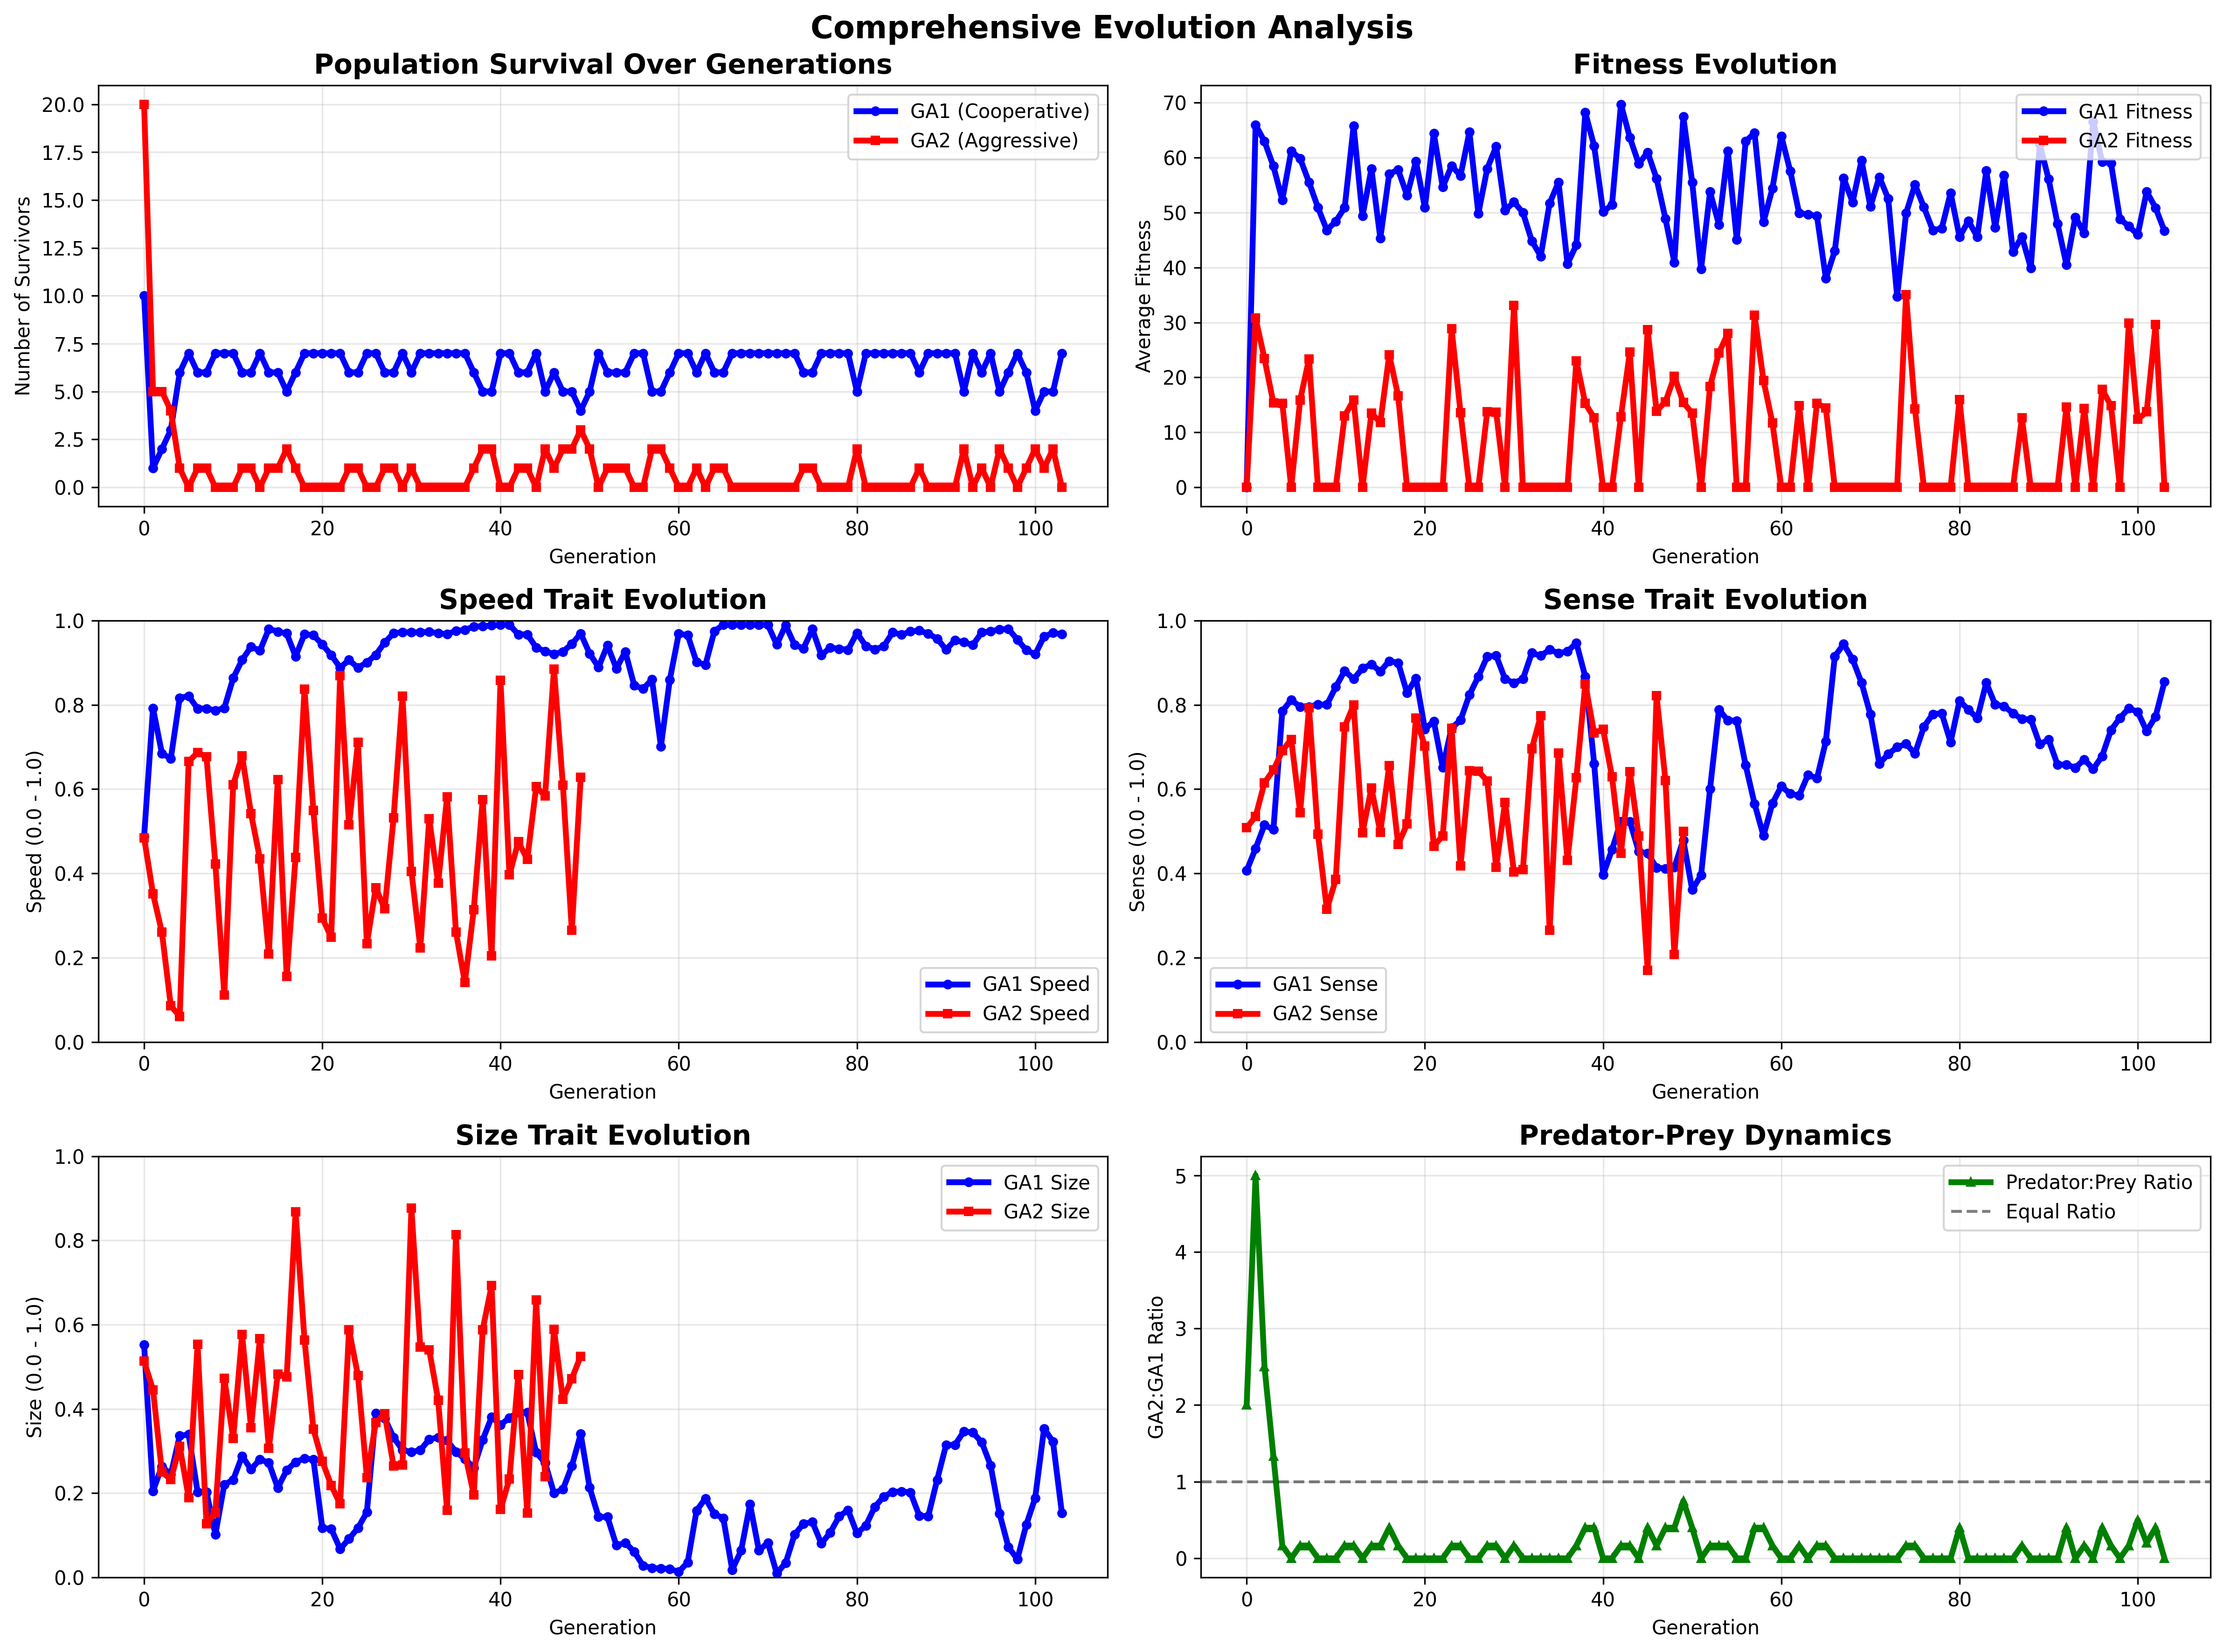 Comprehensive Evolution Analysis
Population Survival Over Generations
20.0
17.5
15.0
12.5
10.0
7.5
5.0
2.5
0.0
Number of Survivors
GA1 (Cooperative)
GA2 (Aggressive)
0 20 40 60 80 100
Generation
Fitness Evolution
70
60
50
40
30
20
10
0
Average Fitness
GA1 Fitness
GA2 Fitness
0 20 40 60 80 100
Generation
Speed Trait Evolution
1.0
0.8
0.6
0.4
0.2
0.0
Speed (0.0 - 1.0)
GA1 Speed
GA2 Speed
0 20 40 60 80 100
Generation
Sense Trait Evolution
1.0
0.8
0.6
0.4
0.2
0.0
Sense (0.0 - 1.0)
GA1 Sense
GA2 Sense
0 20 40 60 80 100
Generation
Size Trait Evolution
1.0
0.8
0.6
0.4
0.2
0.0
Size (0.0 - 1.0)
GA1 Size
GA2 Size
0 20 40 60 80 100
Generation
Predator-Prey Dynamics
5
4
3
2
1
0
GA2:GA1 Ratio
Predator:Prey Ratio
Equal Ratio
0 20 40 60 80 100
Generation